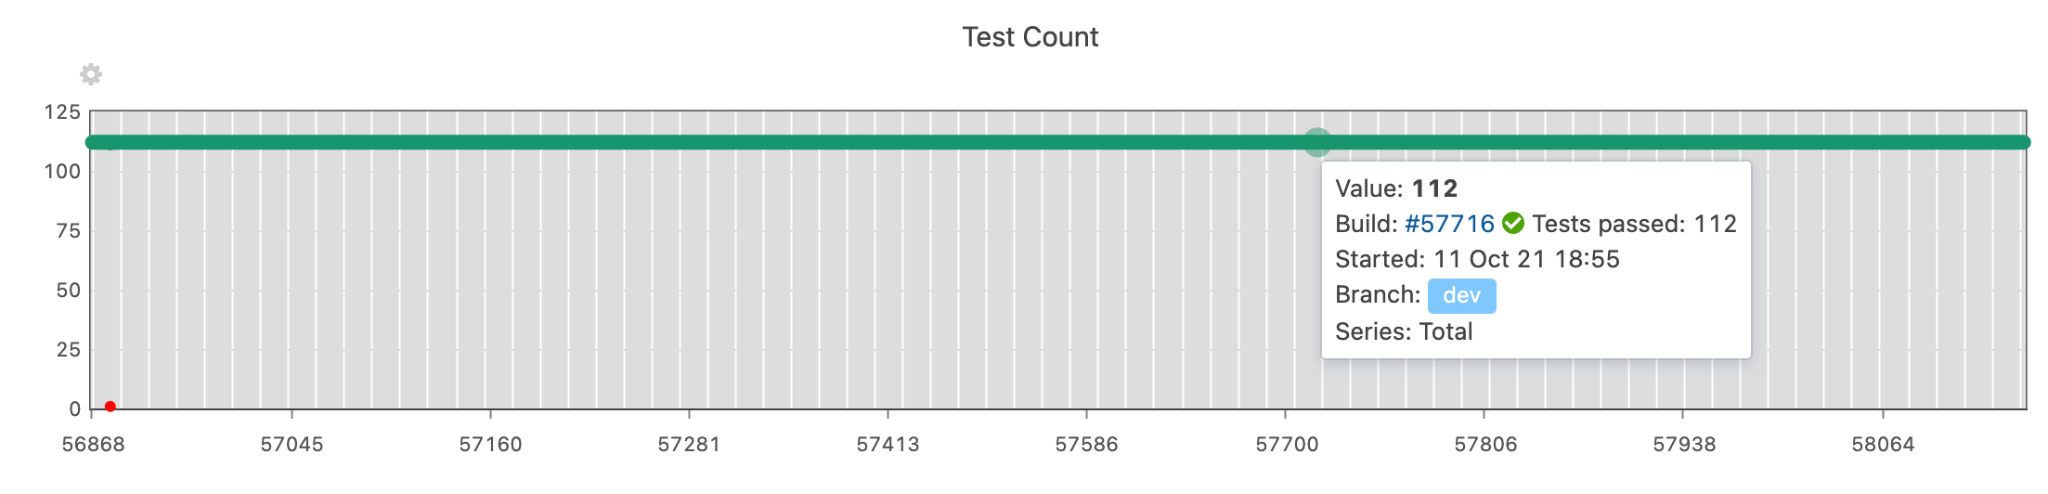 Test Count
125
100
75
50
25
0
Value: 112
Build: #57716 Tests passed: 112
Started: 11 Oct 21 18:55
Branch: dev
Series: Total
56868 57045 57160 57281 57413 57586 57700 57806 57938 58064